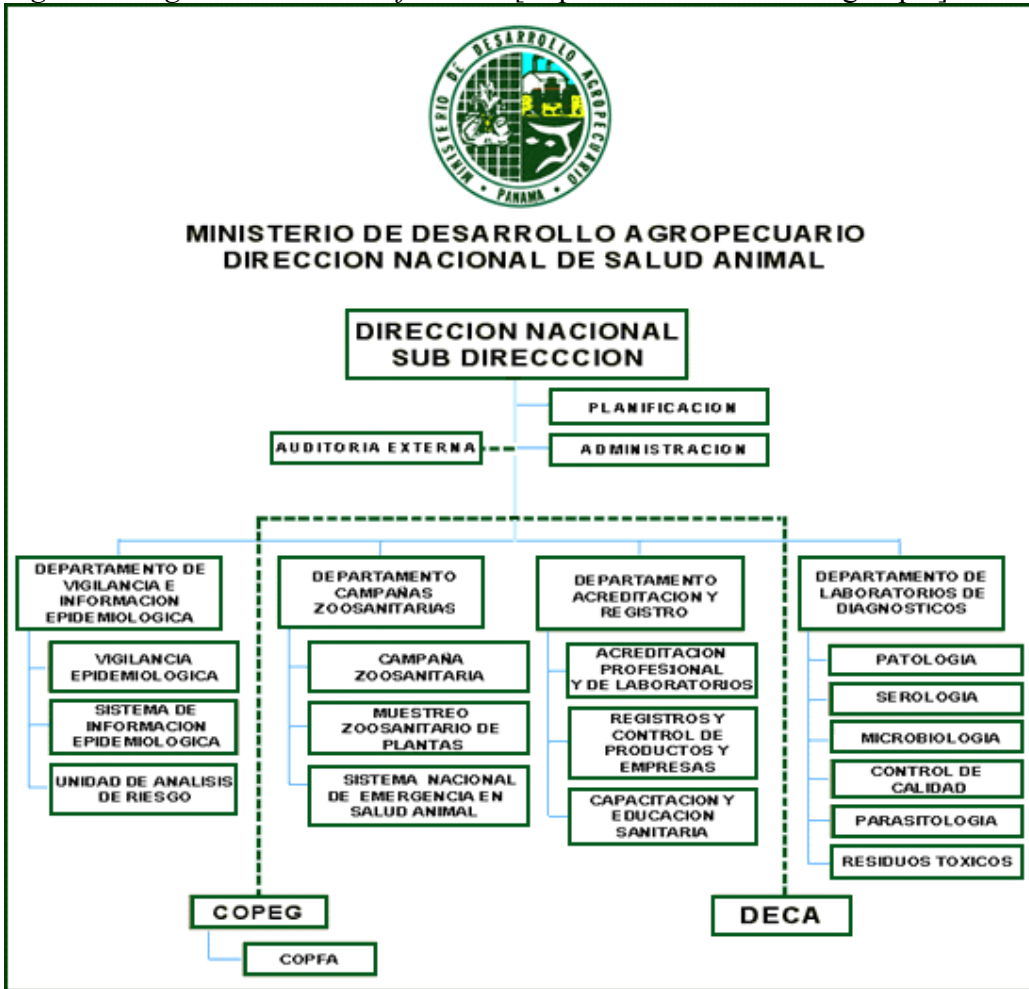 MINISTERIO DE DESARROLLO AGROPECUARIO
• PANAMA •
MINISTERIO DE DESARROLLO AGROPECUARIO
DIRECCION NACIONAL DE SALUD ANIMAL
DIRECCION NACIONAL
SUB DIRECCCION
PLANIFICACION
AUDITORIA EXTERNA
ADMINISTRACION
DEPARTAMENTO DE
VIGILANCIA E
INFORMACION
EPIDEMIOLOGICA
VIGILANCIA
EPIDEMIOLOGICA
SISTEMA DE
INFORMACION
EPIDEMIOLOGICA
UNIDAD DE ANALISIS
DE RIESGO
DEPARTAMENTO
CAMPAÑAS
ZOOSANITARIAS
CAMPAÑA
ZOOSANITARIA
MUESTREO
ZOOSANITARIO DE
PLANTAS
SISTEMA NACIONAL
DE EMERGENCIA EN
SALUD ANIMAL
DEPARTAMENTO
ACREDITACION Y
REGISTRO
ACREDITACION
PROFESIONAL
Y DE LABORATORIOS
REGISTROS Y
CONTROL DE
PRODUCTOS Y
EMPRESAS
CAPACITACION Y
EDUCACION
SANITARIA
DEPARTAMENTO DE
LABORATORIOS DE
DIAGNOSTICOS
PATOLOGIA
SEROLOGIA
MICROBIOLOGIA
CONTROL DE
CALIDAD
PARASITOLOGIA
RESIDUOS TOXICOS
COPEG
COPFA
DECA